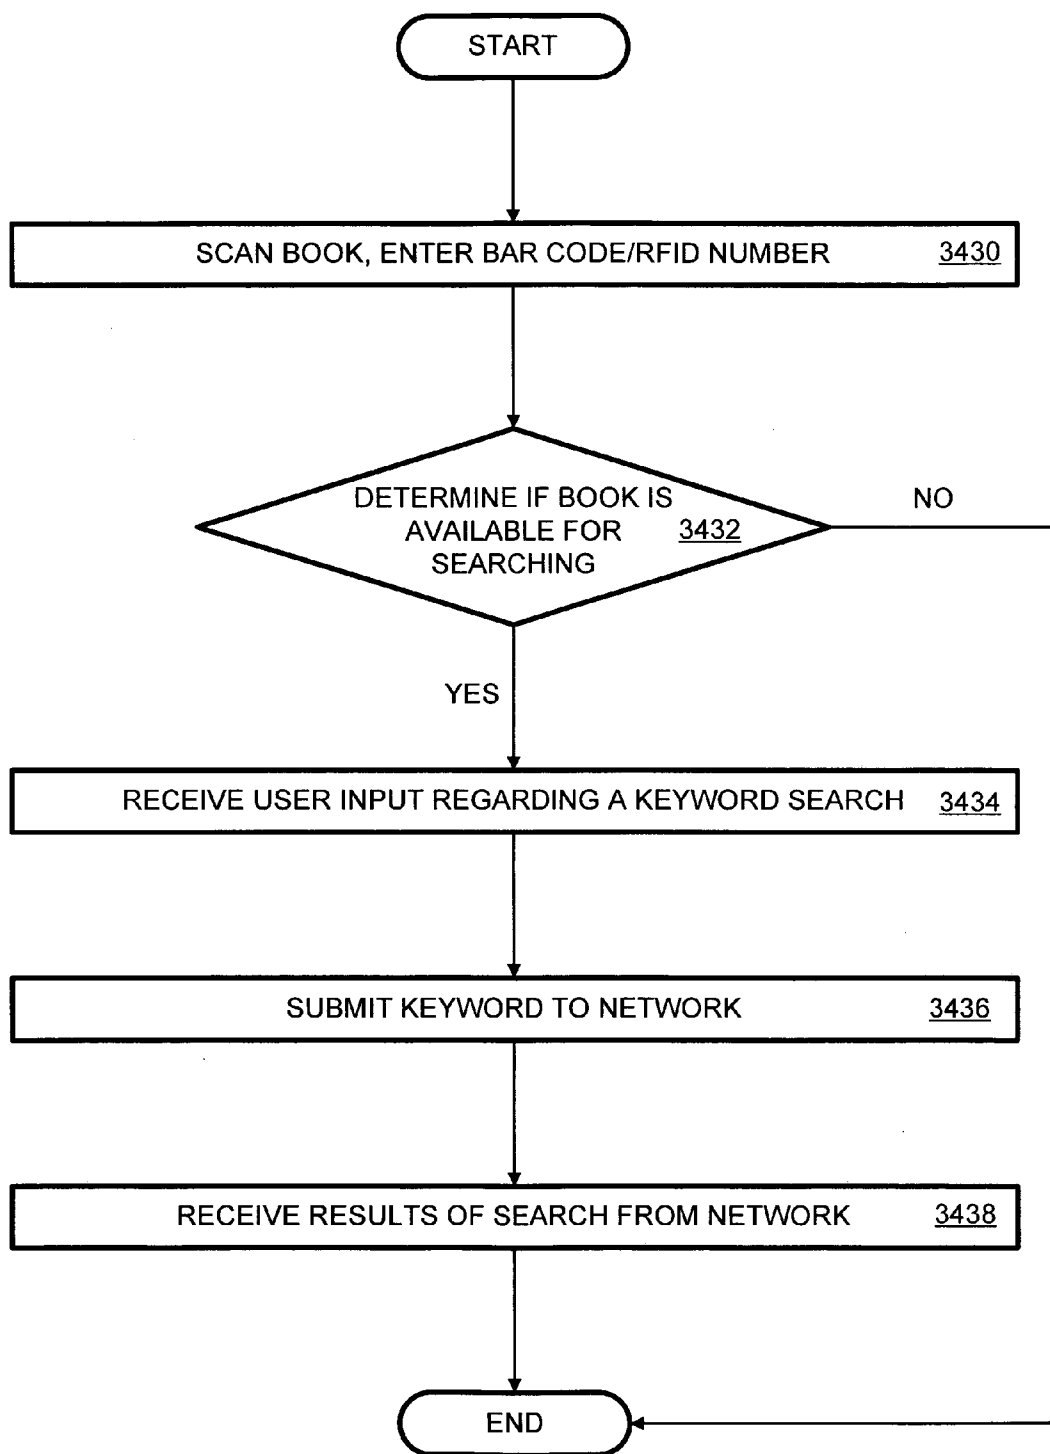 START
SCAN BOOK, ENTER BAR CODE/RFID NUMBER 3430
DETERMINE IF BOOK IS
AVAILABLE FOR 3432
SEARCHING
NO
YES
RECEIVE USER INPUT REGARDING A KEYWORD SEARCH 3434
SUBMIT KEYWORD TO NETWORK 3436
RECEIVE RESULTS OF SEARCH FROM NETWORK 3438
END